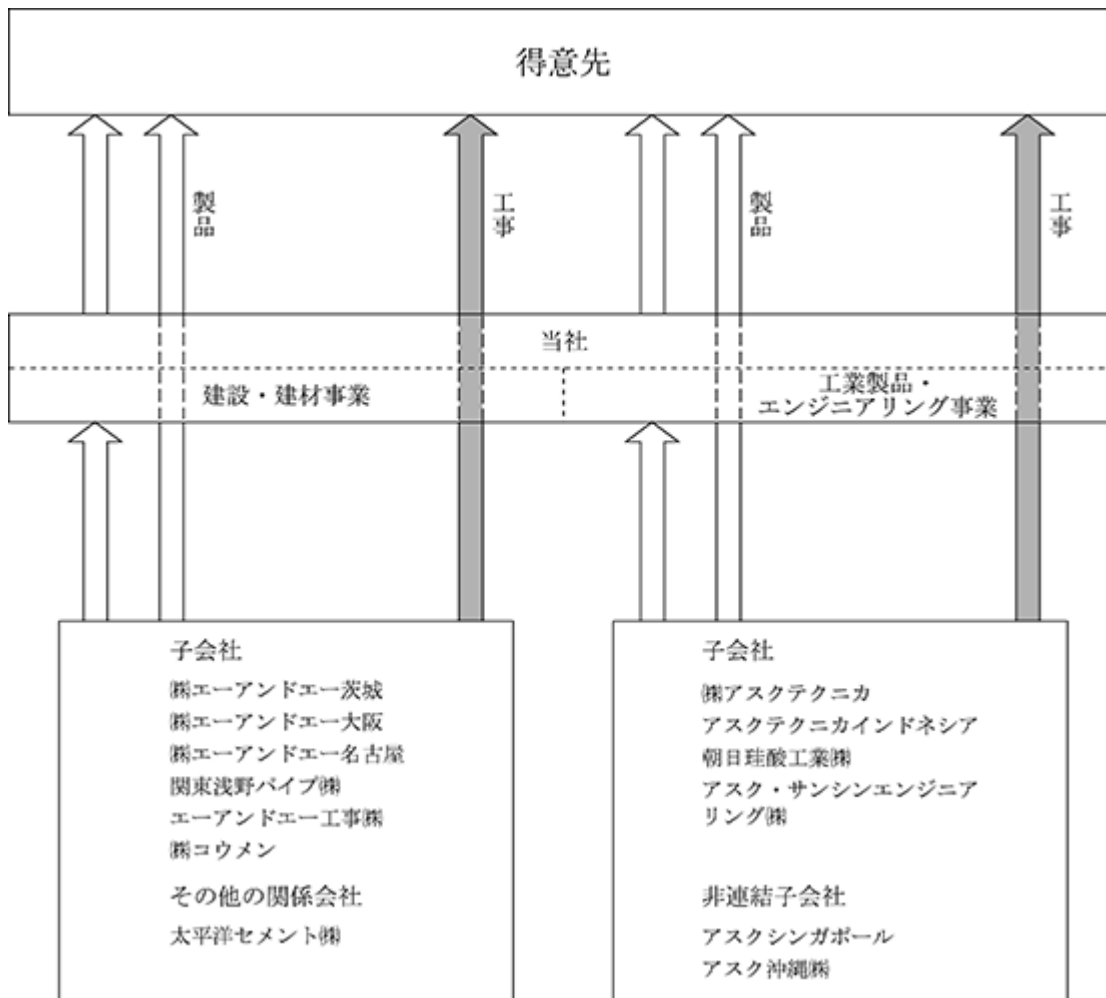 得意先
製品
工事
製品
工事
当社
建設・建材事業
工業製品・
エンジニアリング事業
子会社
㈱エーアンドエー茨城
㈱エーアンドエー大阪
㈱エーアンドエー名古屋
関東浅野パイプ㈱
エーアンドエー工事㈱
㈱コウメン
その他の関係会社
太平洋セメント㈱
子会社
㈱アスクテクニカ
アスクテクニカインドネシア
朝日珪酸工業㈱
アスク・サンシンエンジニア
リング㈱
非連結子会社
アスクシンガポール
アスク沖縄㈱